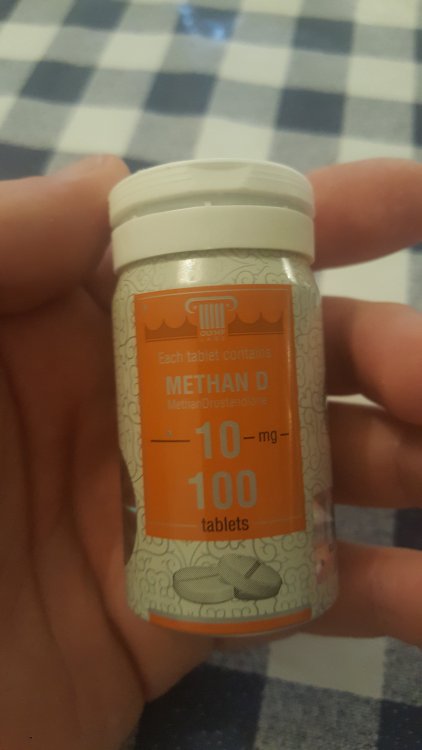 Each tablet contains
METHAN D
MethanDrostenolone
10 mg
100
tablets